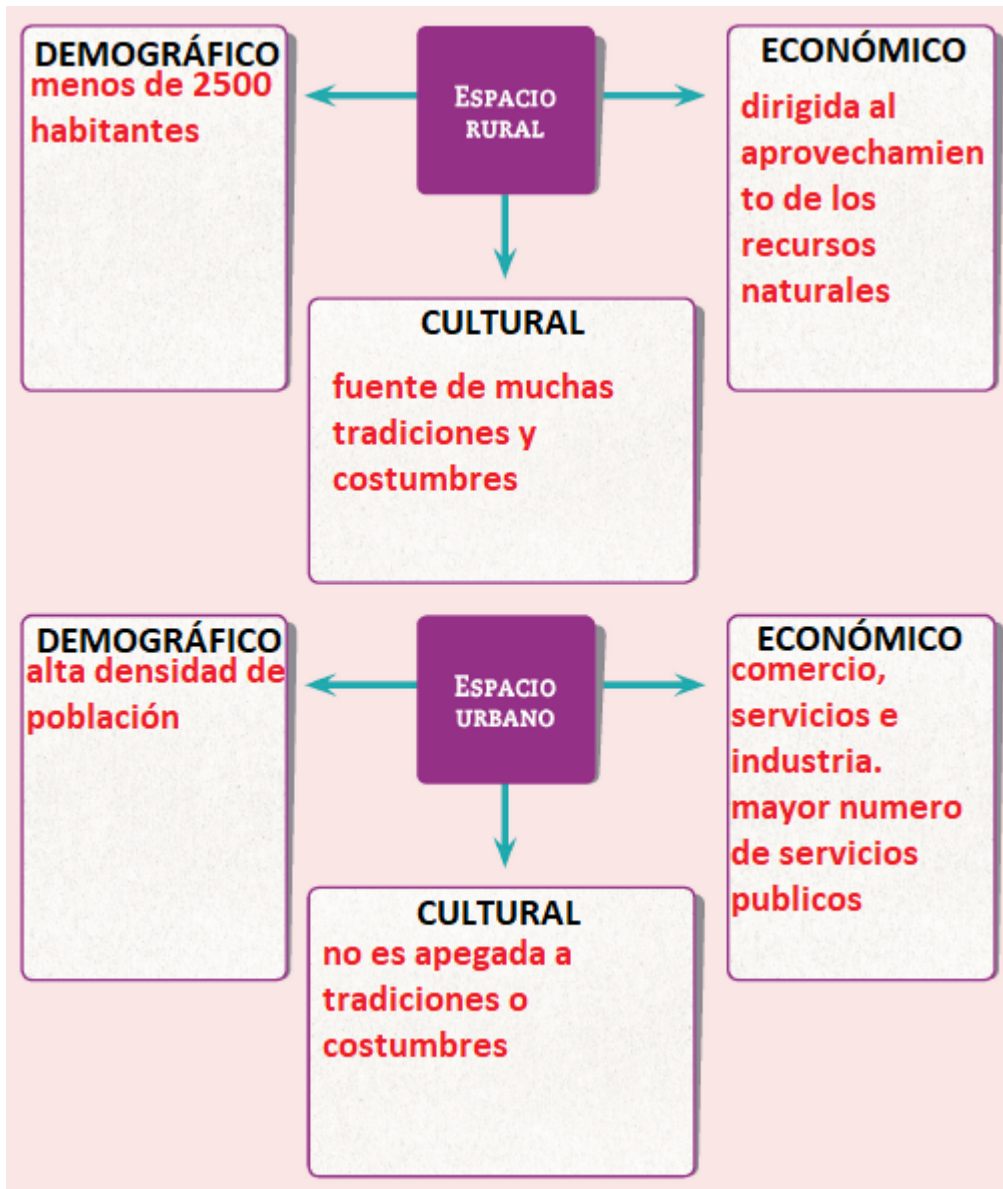 DEMOGRÁFICO
menos de 2500
habitantes
ESPACIO
RURAL
ECONÓMICO
dirigida al
aprovechamien
to de los
recursos
naturales
CULTURAL
fuente de muchas
tradiciones y
costumbres
DEMOGRÁFICO
alta densidad de
población
ESPACIO
URBANO
ECONÓMICO
comercio,
servicios e
industria.
mayor numero
de servicios
publicos
CULTURAL
no es apegada a
tradiciones o
costumbres